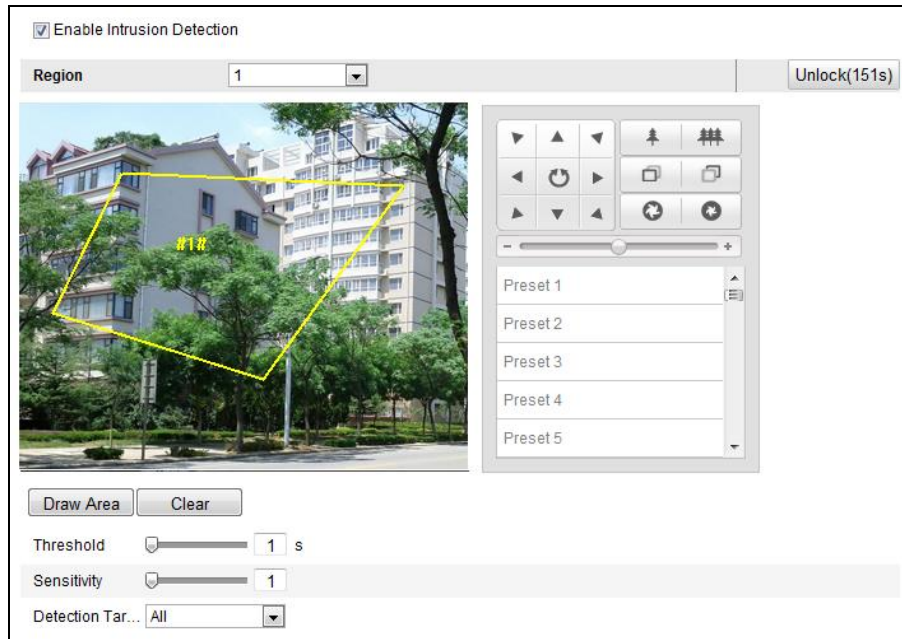 Enable Intrusion Detection
Region 1 Unlock(151s)
#1#
Preset 1
Preset 2
Preset 3
Preset 4
Preset 5
Draw Area Clear
Threshold 1 s
Sensitivity 1
Detection Tar... All